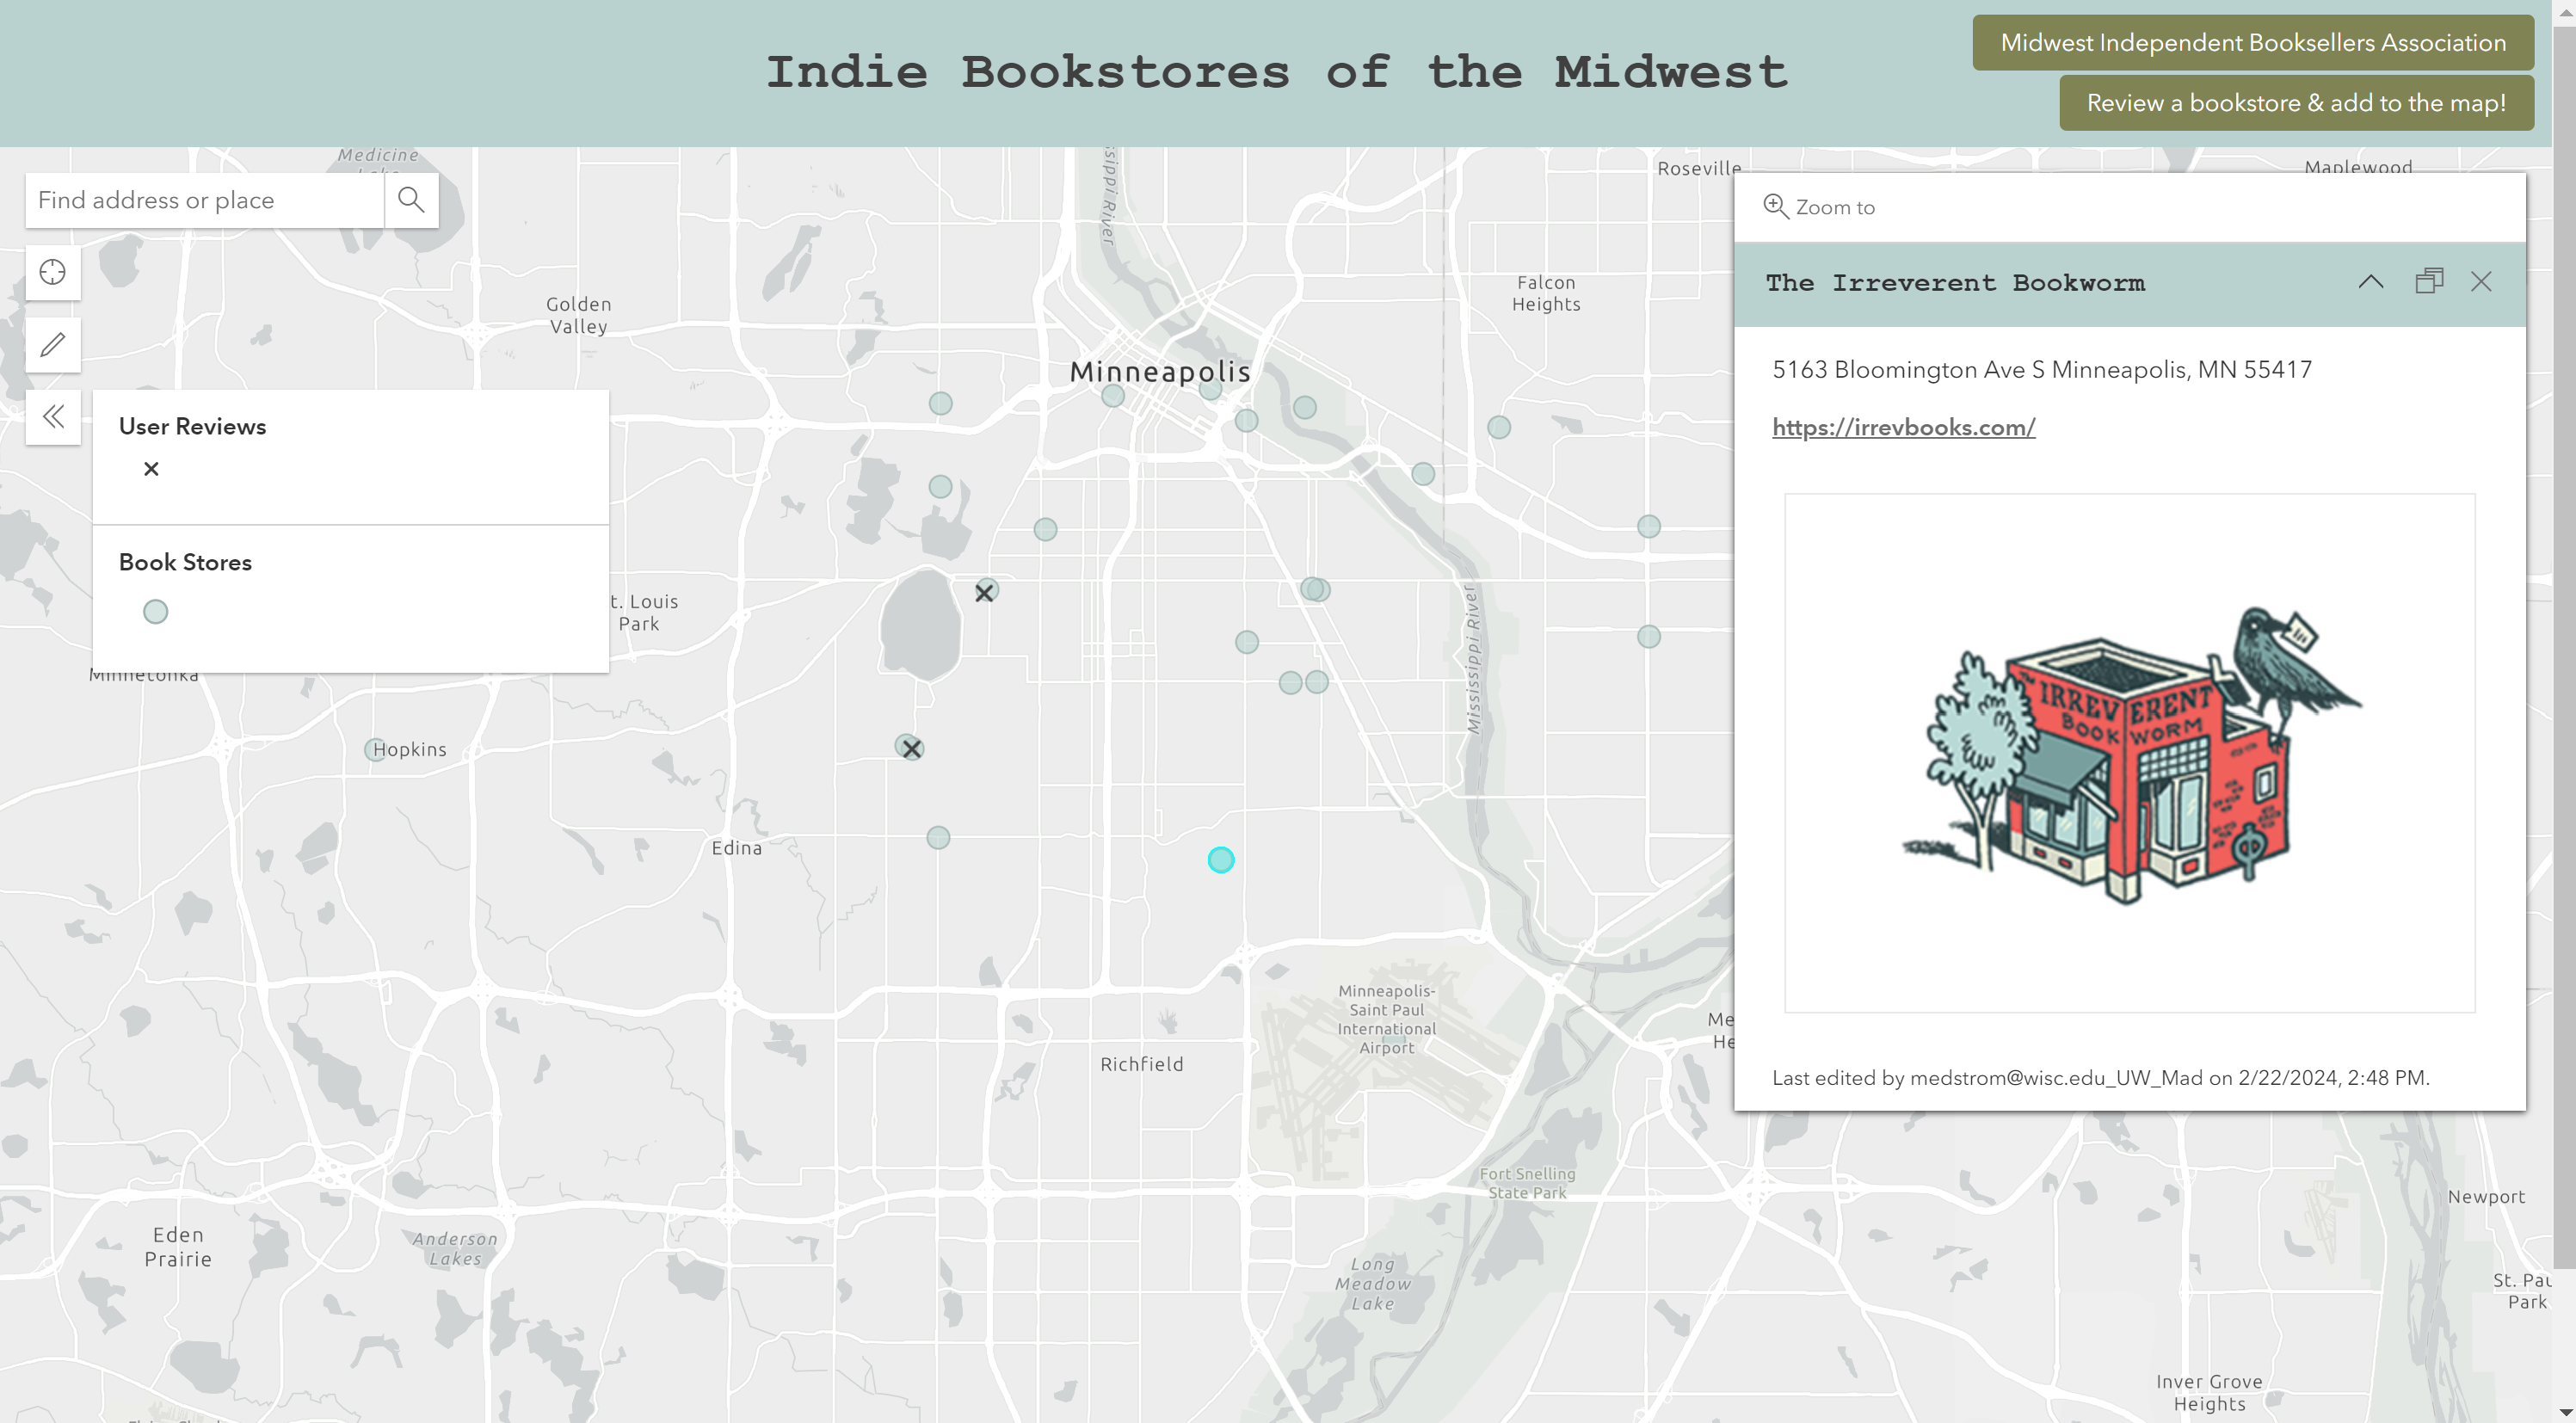 Indie Bookstores of the Midwest
Midwest Independent Booksellers Association
Review a bookstore & add to the map!
Find address or place
User Reviews
Book Stores
Zoom to
The Irreverent Bookworm
5163 Bloomington Ave S Minneapolis, MN 55417
https://irrevbooks.com/
THE
IRREVERENT
BOOK WORM
Last edited by medstrom@wisc.edu_UW_Mad on 2/22/2024, 2:48 PM.
Medicine
Roseville
Maplewood
Mississippi River
Golden
Valley
Falcon
Heights
Minneapolis
t. Louis
Park
Mississippi River
Minnetonka
Hopkins
Edina
Minneapolis-
Saint Paul
International
Airport
Me
He
Richfield
Fort Snelling
State Park
Newport
Eden
Prairie
Anderson
Lakes
Long
Meadow
Lake
St. Pau
Park
Inver Grove
Heights